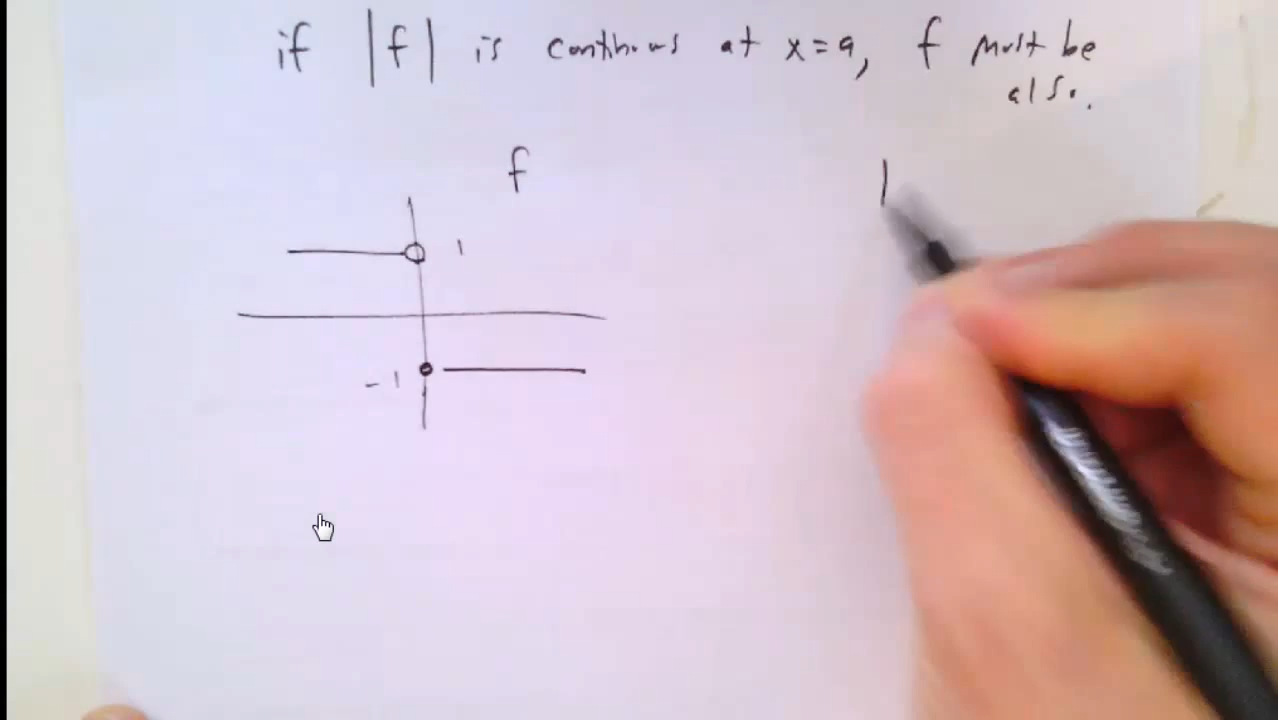 if |f| is continuous at x=a, f must be
also.
f
1
-1
|